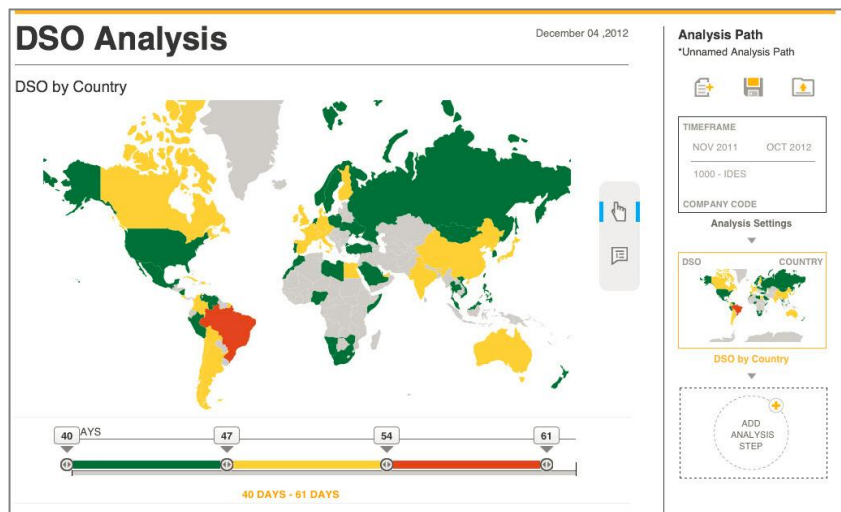 DSO Analysis
December 04 ,2012
DSO by Country
40 AYS 47 54 61
40 DAYS - 61 DAYS
Analysis Path
*Unnamed Analysis Path
TIMEFRAME
NOV 2011 OCT 2012
1000 - IDES
COMPANY CODE
Analysis Settings
DSO COUNTRY
DSO by Country
ADD
ANALYSIS
STEP